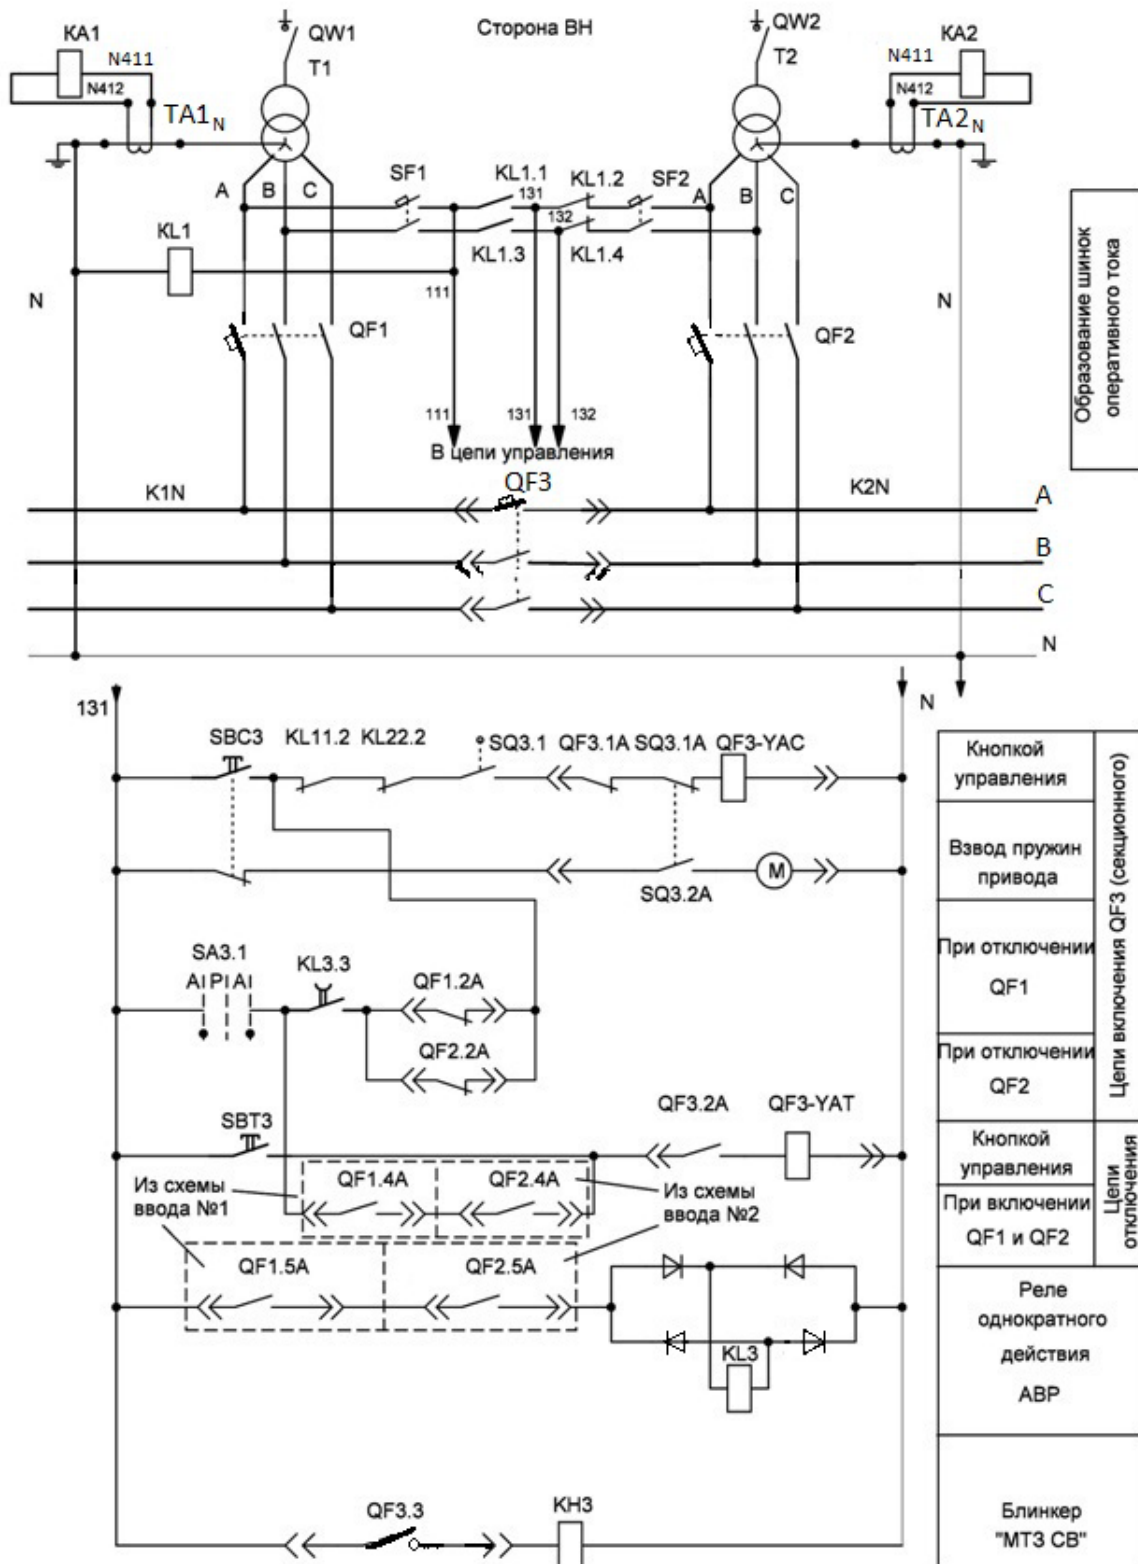 KA1
N411
N412
TA1N
QW1
T1
Сторона ВН
QW2
T2
KA2
N411
N412
TA2N
A
B
C
SF1
KL1.1
131
KL1.2
SF2
132
KL1.3
KL1.4
A
B
C
KL1
111
N
QF1
QF2
N
111
131
132
В цепи управления
Образование шинок
оперативного тока
K1N
QF3
K2N
A
B
C
N
131
N
SBC3
KL11.2
KL22.2
SQ3.1
QF3.1A
SQ3.1A
QF3-YAC
Кнопкой
управления
SQ3.2A
M
Взвод пружин
привода
SA3.1
A
P
A
KL3.3
QF1.2A
При отключении
QF1
QF2.2A
При отключении
QF2
Цепи включения QF3 (секционного)
SBT3
QF3.2A
QF3-YAT
Кнопкой
управления
Из схемы
ввода №1
QF1.4A
QF2.4A
Из схемы
ввода №2
При включении
QF1 и QF2
Цепи
отключения
QF1.5A
QF2.5A
KL3
Реле
однократного
действия
АВР
QF3.3
KH3
Блинкер
"МТЗ СВ"